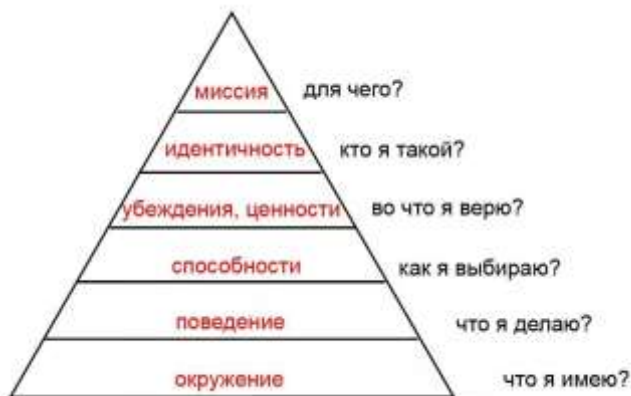 миссия для чего?
идентичность кто я такой?
убеждения, ценности во что я верю?
способности как я выбираю?
поведение что я делаю?
окружение что я имею?